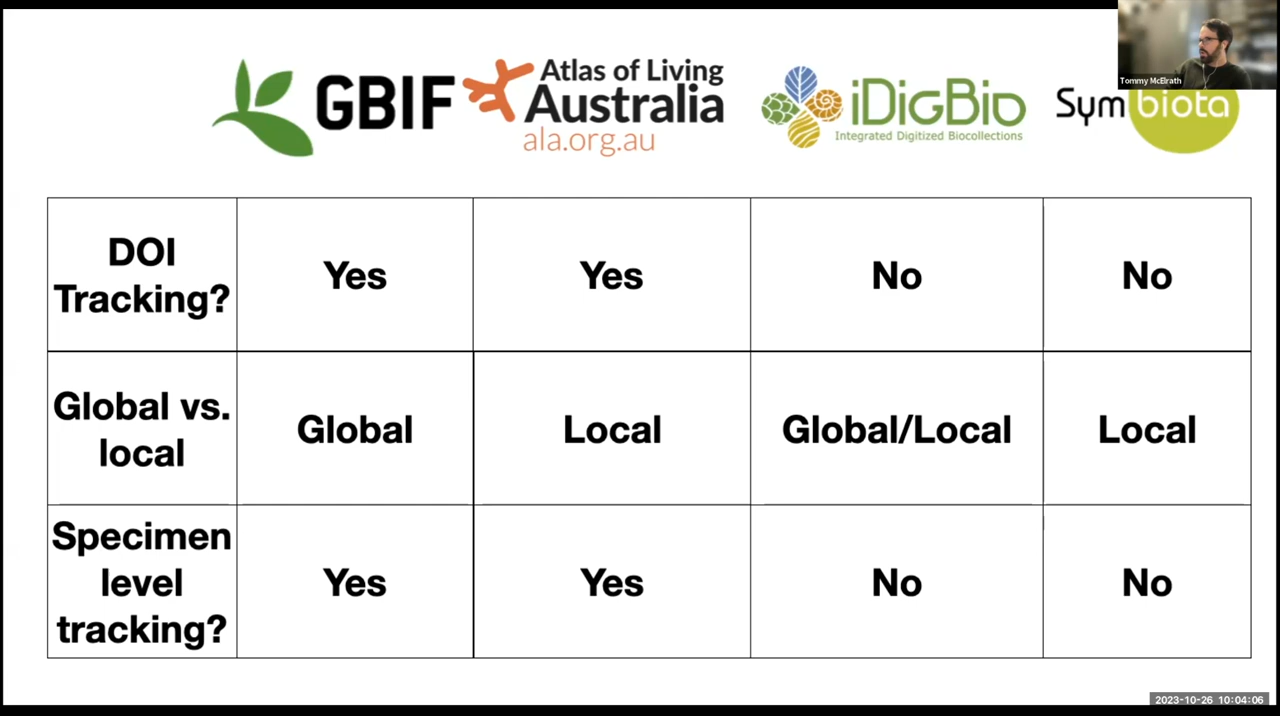 Tommy McElrath
GBIF
Atlas of Living
Australia
ala.org.au
iDigBio
Integrated Digitized Biocollections
Symbiota
DOI
Tracking?
Yes
Yes
No
No
Global vs.
local
Global
Local
Global/Local
Local
Specimen
level
tracking?
Yes
Yes
No
No
2023-10-26 10:04:06